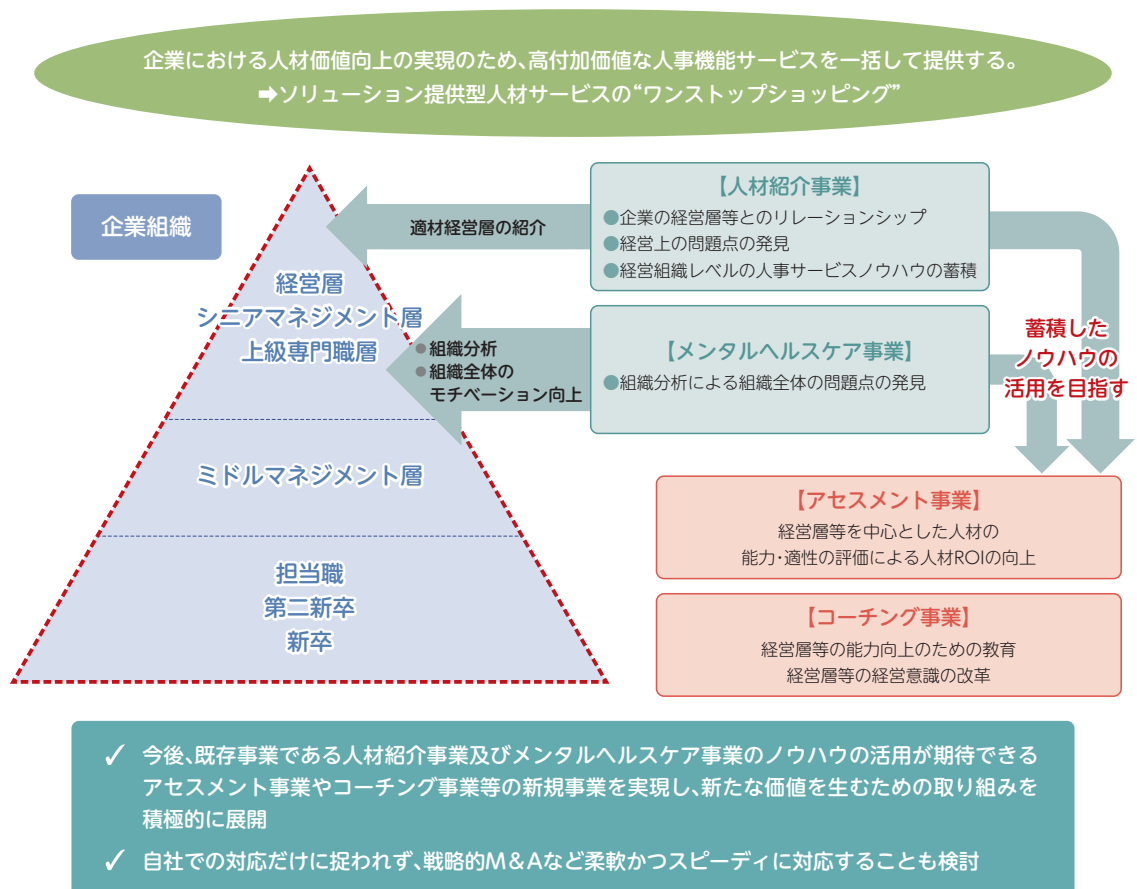 企業における人材価値向上の実現のため、高付加価値な人事機能サービスを一括して提供する。
➡ソリューション提供型人材サービスの“ワンストップショッピング”
企業組織
経営層
シニアマネジメント層
上級専門職層
ミドルマネジメント層
担当職
第二新卒
新卒
適材経営層の紹介
●組織分析
●組織全体の
モチベーション向上
【人材紹介事業】
●企業の経営層等とのリレーションシップ
●経営上の問題点の発見
●経営組織レベルの人事サービスノウハウの蓄積
【メンタルヘルスケア事業】
●組織分析による組織全体の問題点の発見
蓄積した
ノウハウの
活用を目指す
【アセスメント事業】
経営層等を中心とした人材の
能力・適性の評価による人材ROIの向上
【コーチング事業】
経営層等の能力向上のための教育
経営層等の経営意識の改革
✓ 今後、既存事業である人材紹介事業及びメンタルヘルスケア事業のノウハウの活用が期待できる
アセスメント事業やコーチング事業等の新規事業を実現し、新たな価値を生むための取り組みを
積極的に展開
✓ 自社での対応だけに捉われず、戦略的M＆Aなど柔軟かつスピーディに対応することも検討